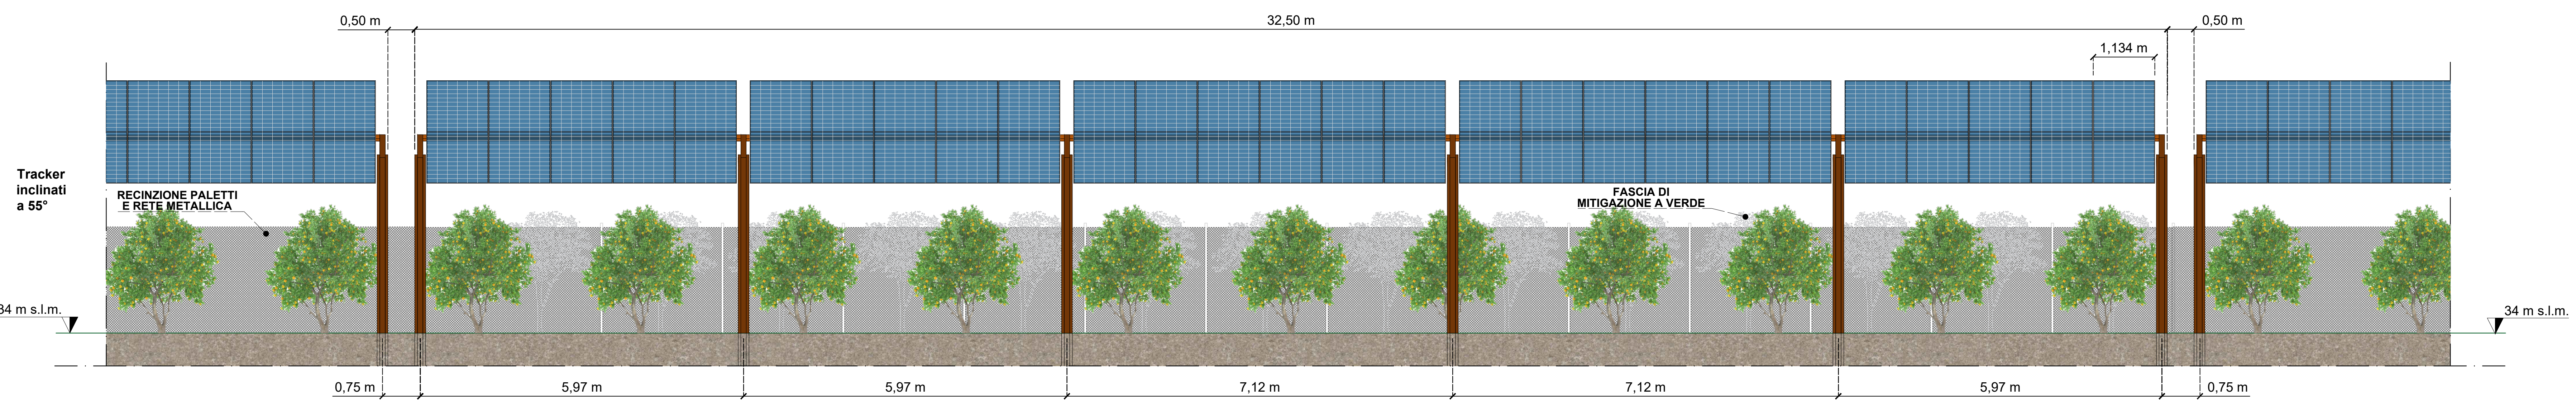 0,50 m
32,50 m
0,50 m
1,134 m
Tracker
inclinati
a 55°
RECINZIONE PALETTI
E RETE METALLICA
FASCIA DI
MITIGAZIONE A VERDE
34 m s.l.m.
34 m s.l.m.
0,75 m
5,97 m
5,97 m
7,12 m
7,12 m
5,97 m
0,75 m